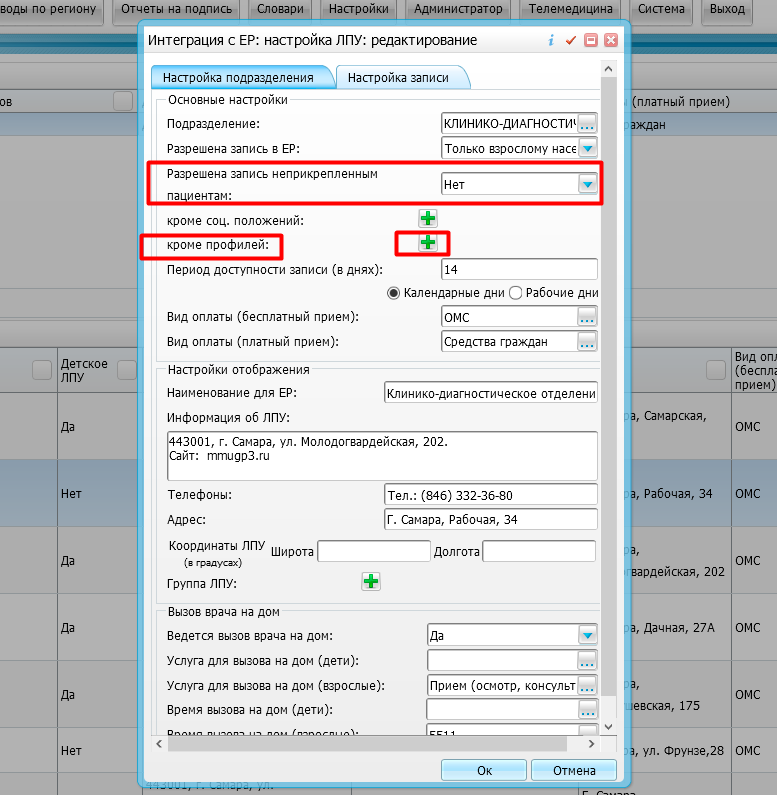 воды по региону Отчеты на подпись Словари Настройки Администратор Телемедицина Система Выход
Интеграция с ЕР: настройка ЛПУ: редактирование
Настройка подразделения Настройка записи
ов (платный прием)
Основные настройки
Подразделение: КЛИНИКО-ДИАГНОСТИЧ ...
раждан
Разрешена запись в ЕР: Только взрослому насе
Разрешена запись неприкрепленным
пациентам: Нет
кроме соц. положений:
кроме профилей:
Период доступности записи (в днях): 14
Календарные дни Рабочие дни
Вид оплаты (бесплатный прием): ОМС ...
Вид оплаты (платный прием): Средства граждан ...
Детское
ЛПУ
Вид опл
(беспла
прием)
Настройки отображения
Наименование для ЕР: Клинико-диагностическое отделени
Информация об ЛПУ:
Да а, Самарская, ОМС
443001, г. Самара, ул. Молодогвардейская, 202.
Сайт: mmugp3.ru
Нет ра, Рабочая, 34 ОМС
Телефоны: Тел.: (846) 332-36-80
Адрес: Г. Самара, Рабочая, 34
Координаты ЛПУ
(в градусах)
Широта Долгота
Да ра,
огвардейская, 202 ОМС
Группа ЛПУ:
Вызов врача на дом
Да ра, Дачная, 27А ОМС
Ведется вызов врача на дом: Да
Услуга для вызова на дом (дети): ...
Услуга для вызова на дом (взрослые): Прием (осмотр, консульт ...
Да ра,
шевская, 175 ОМС
Время вызова на дом (дети): ...
Время вызова на дом (взрослые):
Нет ра, ул. Фрунзе,28 ОМС
Ок Отмена
443001, г. Самара, ул.
Г. Самара,